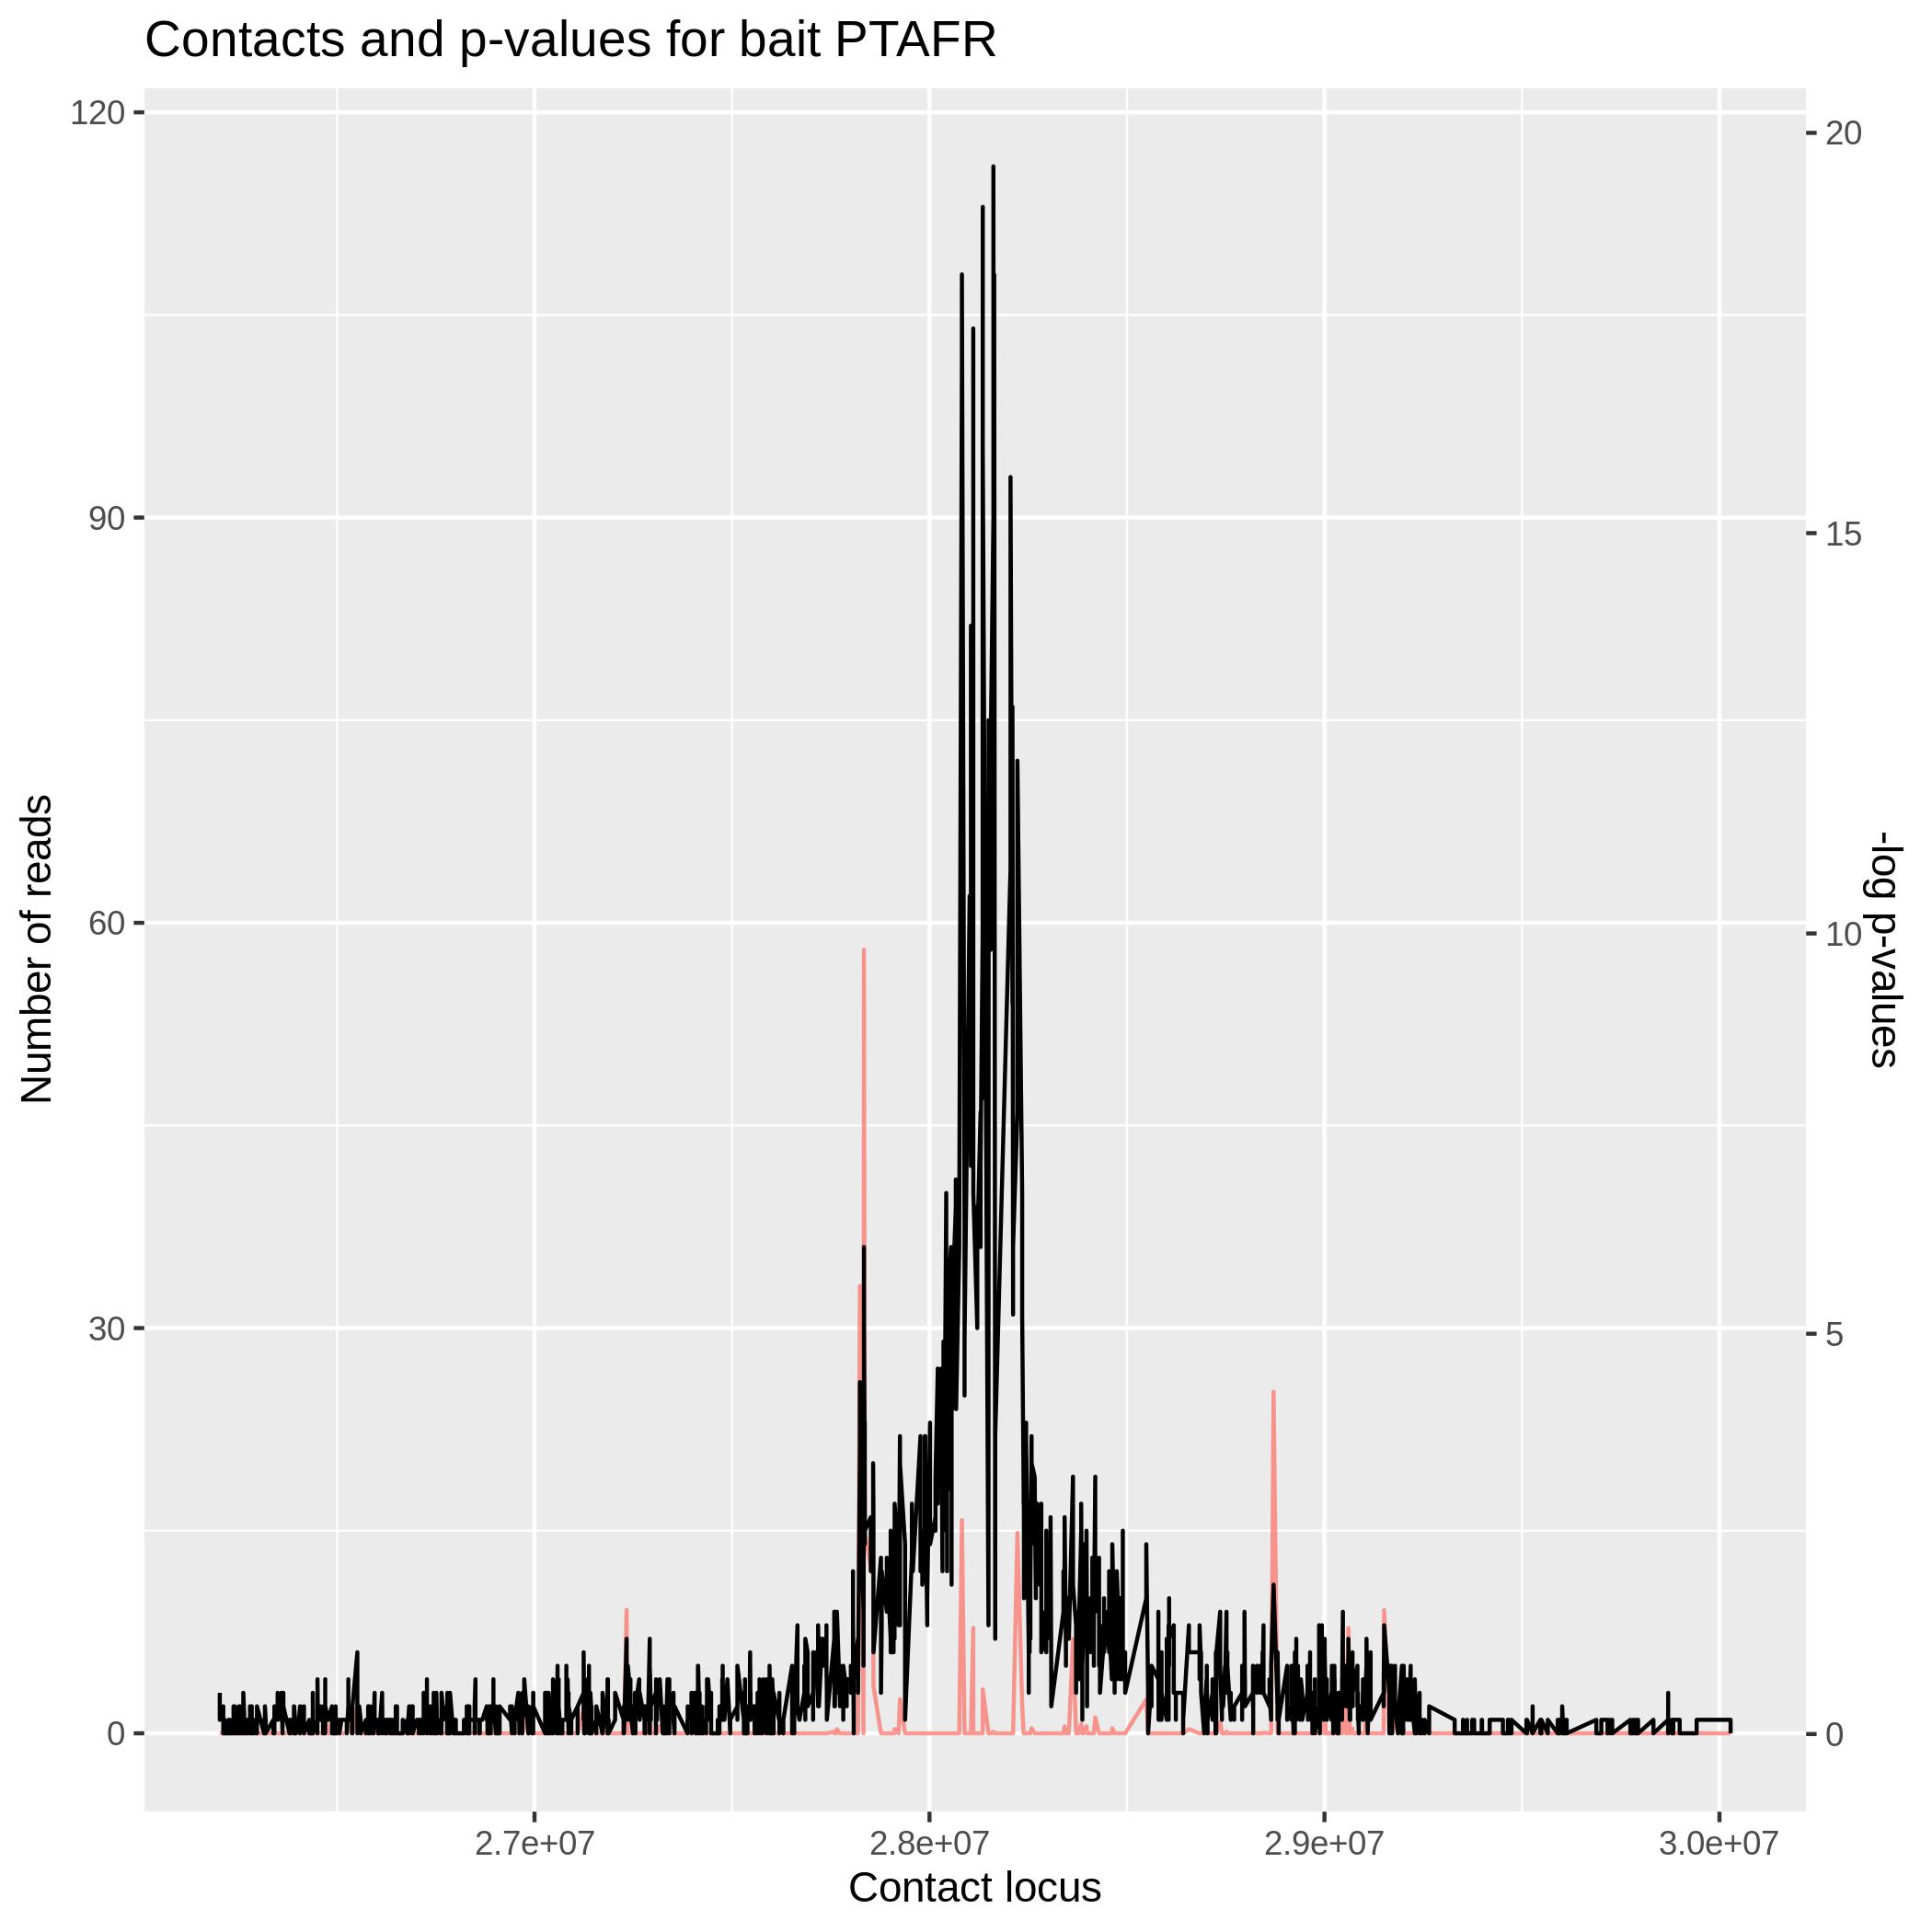 Contacts and p-values for bait PTAFR
120
90
60
30
0
Number of reads
20
15
10
5
0
-log p-values
2.7e+07
2.8e+07
2.9e+07
3.0e+07
Contact locus